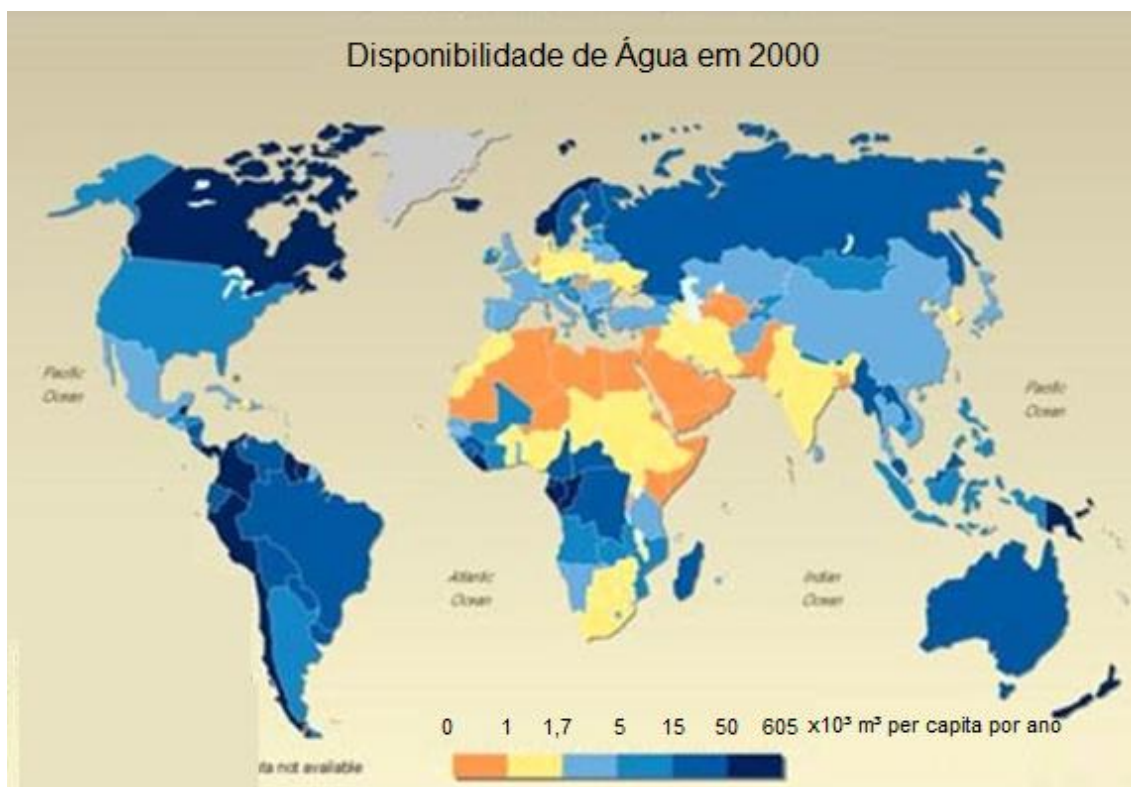 Disponibilidade de Água em 2000
Pacific
Ocean
Pacific
Ocean
Atlantic
Ocean
Indian
Ocean
0 1 1,7 5 15 50 605 x10³ m³ per capita por ano
ta not available